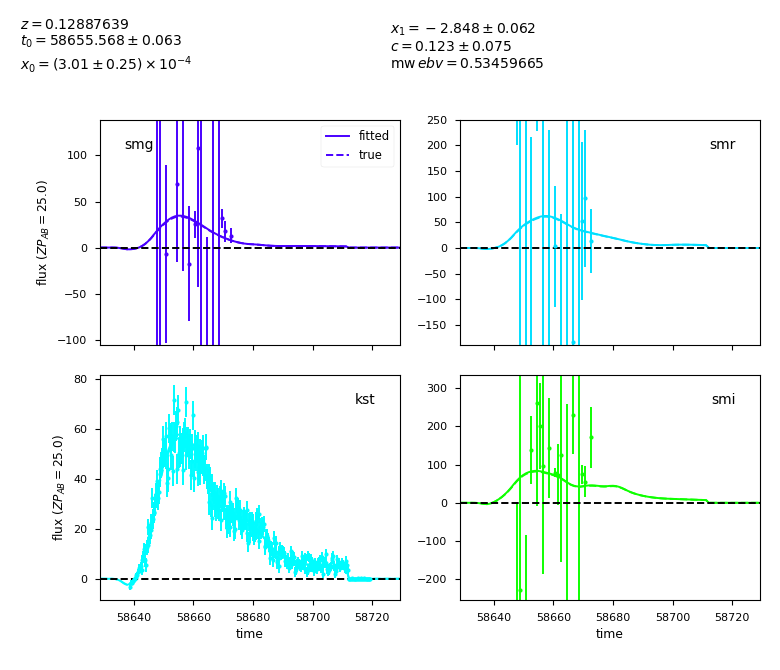 z = 0.12887639
t₀ = 58655.568 ± 0.063
x₀ = (3.01 ± 0.25) × 10⁻⁴
x₁ = −2.848 ± 0.062
c = 0.123 ± 0.075
mw ebv = 0.53459665
smg
fitted
true
100
50
0
−50
−100
flux (ZP_AB = 25.0)
smr
250
200
150
100
50
0
−50
−100
−150
kst
80
60
40
20
0
flux (ZP_AB = 25.0)
58640 58660 58680 58700 58720
time
smi
300
200
100
0
−100
−200
58640 58660 58680 58700 58720
time